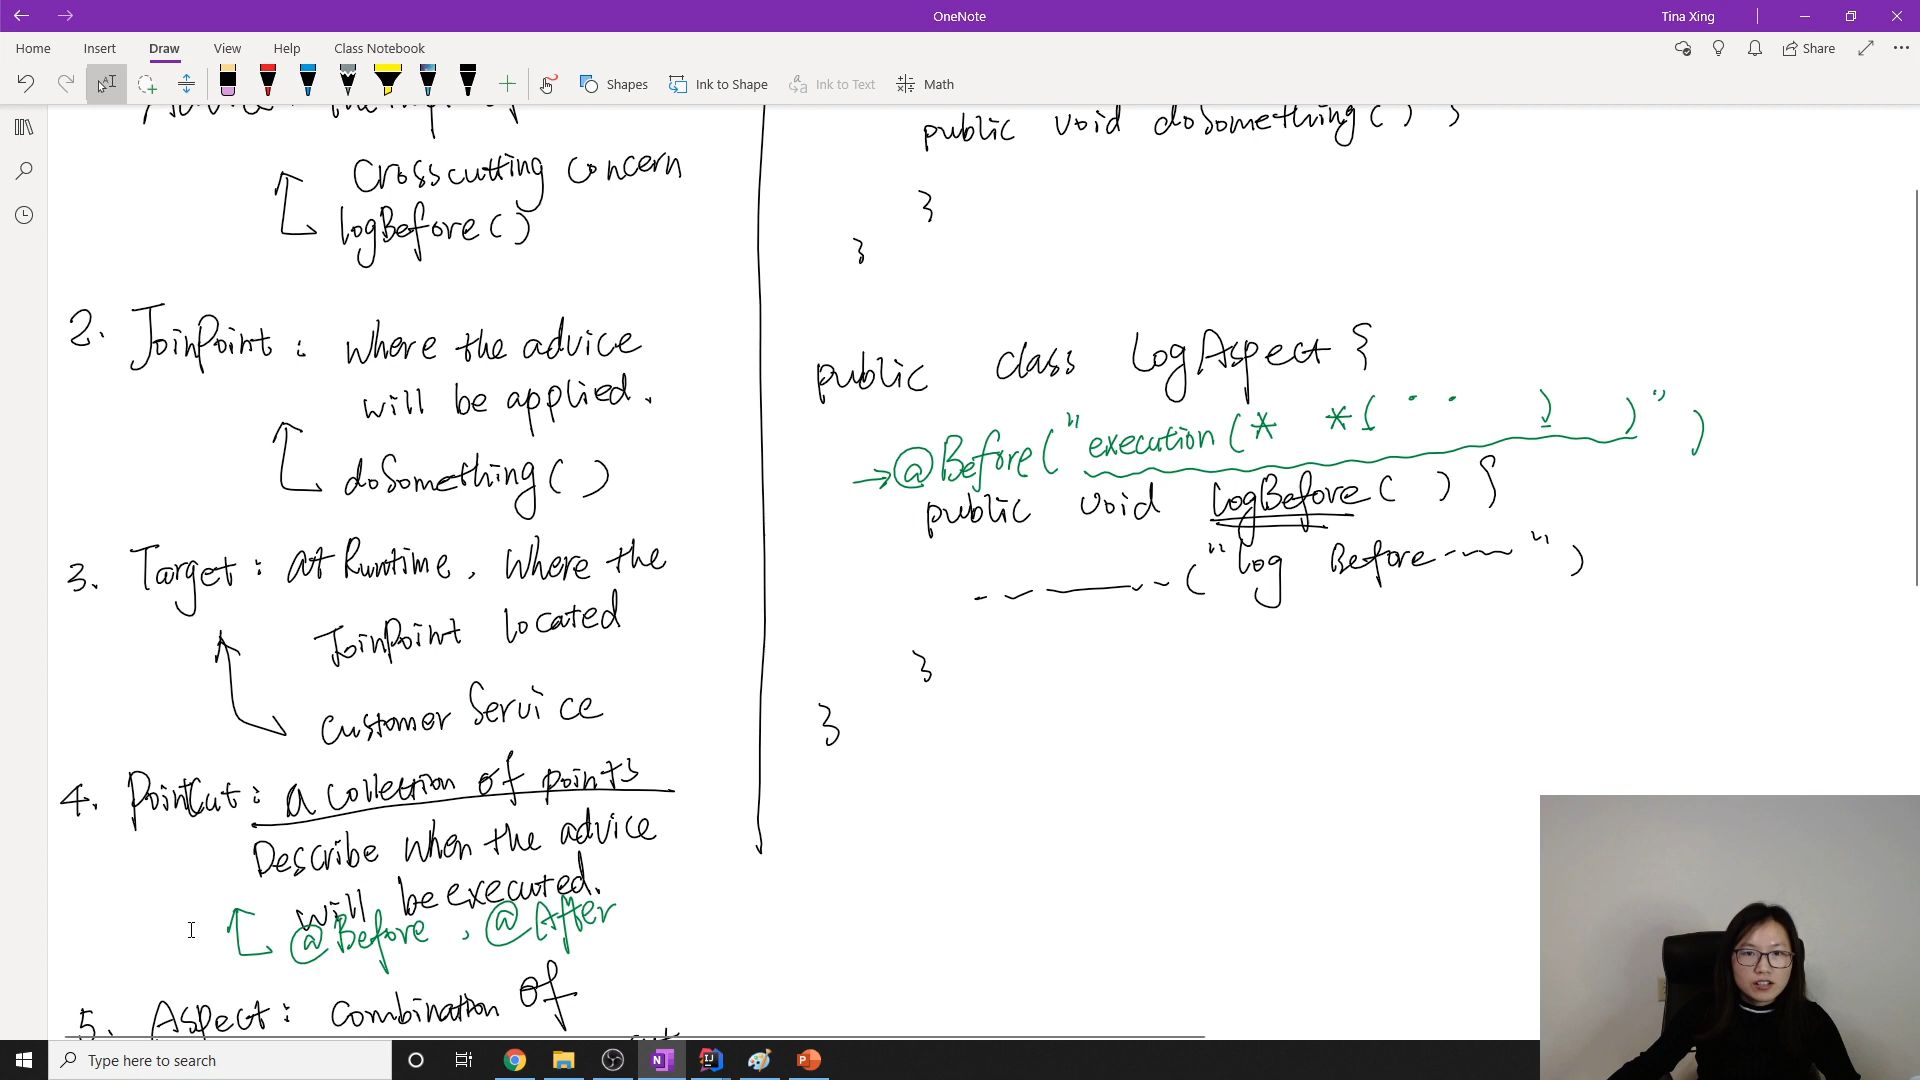 OneNote
Tina Xing
Home
Insert
Draw
View
Help
Class Notebook
Share
Shapes
Ink to Shape
Ink to Text
Math
Crosscutting concern
logBefore()
2. JoinPoint : where the advice
will be applied.
doSomething()
3. Target : at Runtime, where the
JoinPoint located
Customer Service
4. PointCut : a collection of points
Describe when the advice
will be executed.
@Before , @After
5. Aspect : Combination of
public void doSomething() }
}
}
public class LogAspect {
→@Before("execution(* *( .. ) )")
public void logBefore( ) {
("log Before ---- ")
}
}
Type here to search